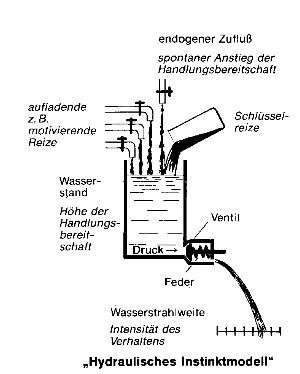 endogener Zufluß
spontaner Anstieg der
Handlungsbereitschaft
aufladende
z. B.
motivierende
Reize
Schlüssel-
reize
Wasser-
stand
Höhe der
Handlungs-
bereit-
schaft
Ventil
Druck →
Feder
Wasserstrahlweite
Intensität des
Verhaltens
„Hydraulisches Instinktmodell"